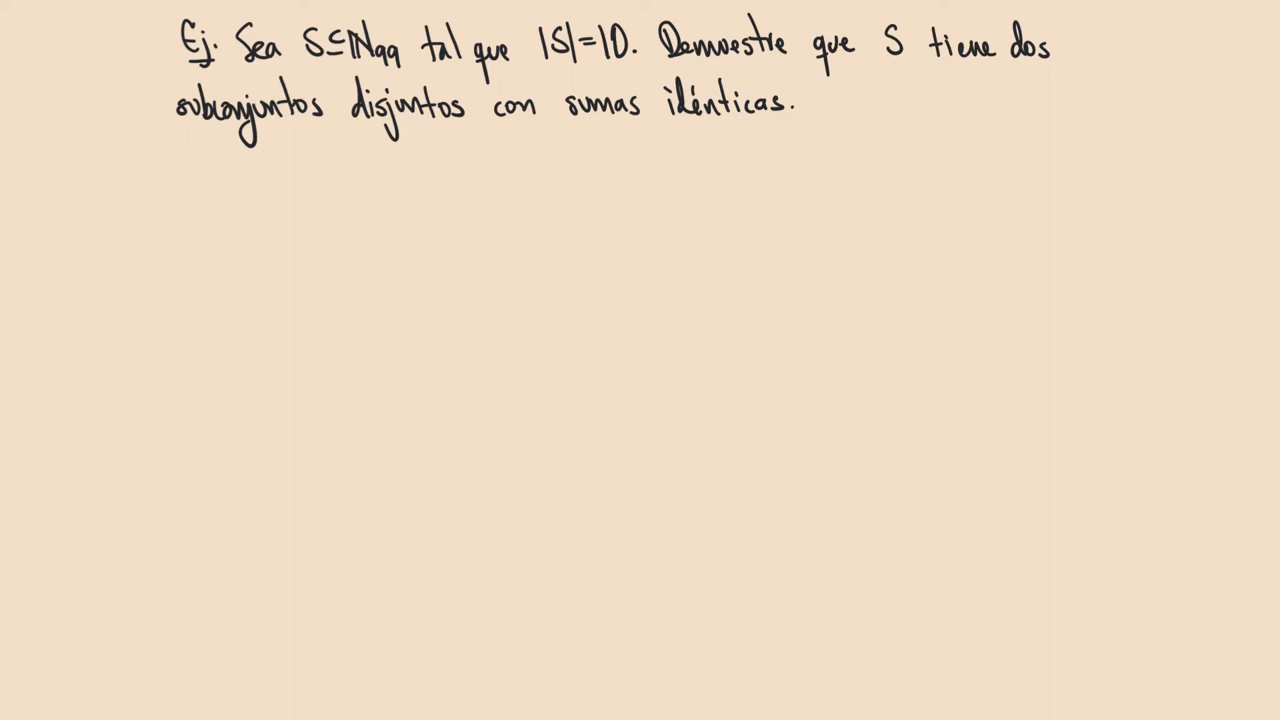 Ej. Sea S⊆ℕ₉₉ tal que |S|=10. Demuestre que S tiene dos
subconjuntos disjuntos con sumas idénticas.